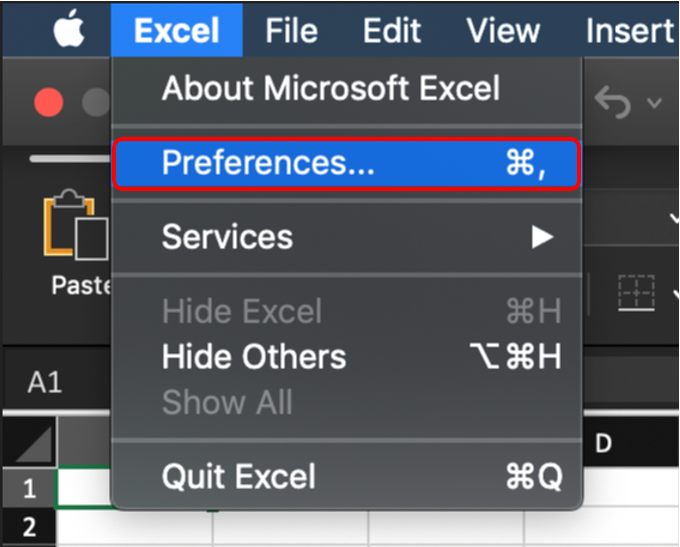 Excel File Edit View Insert
About Microsoft Excel
Preferences... ⌘,
Services ▶
Hide Excel ⌘H
Hide Others ⌥⌘H
Show All
Quit Excel ⌘Q
Paste
A1
D
1
2